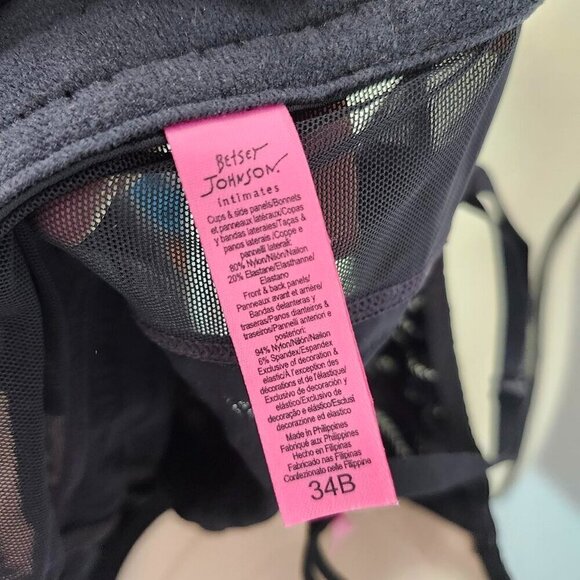 BETSEY
JOHNSON.
intimates
Cups & side panels/Bonnets
et panneaux latéraux/Copas
y bandas laterales/Taças &
panos laterais /Coppe e
pannelli laterali:
80% Nylon/Nilón/Nailon
20% Elastane/Elasthanne/
Elastano
Front & back panels/
Panneaux avant et arrière/
Bandas delanteras y
traseras/Panos dianteiros &
traseiros/Pannelli anteriori e
posteriori:
94% Nylon/Nilón/Nailon
6% Spandex/Espandex
Exclusive of decoration &
elastic/À l'exception des
décorations et de l'élastique/
Exclusivo de decoración y
elástico/Exclusivo de
decoração e elástico/Esclusi
decorazione ed elastico
Made in Philippines
Fabriqué aux Philippines
Hecho en Filipinas
Fabricado nas Filipinas
Confezionato nelle Filippine
34B